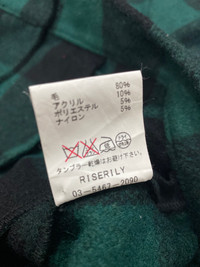 毛 80%
アクリル 10%
ポリエステル 5%
ナイロン 5%
タンブラー乾燥はお避け下さい。
RISERILY
03-5463-2090